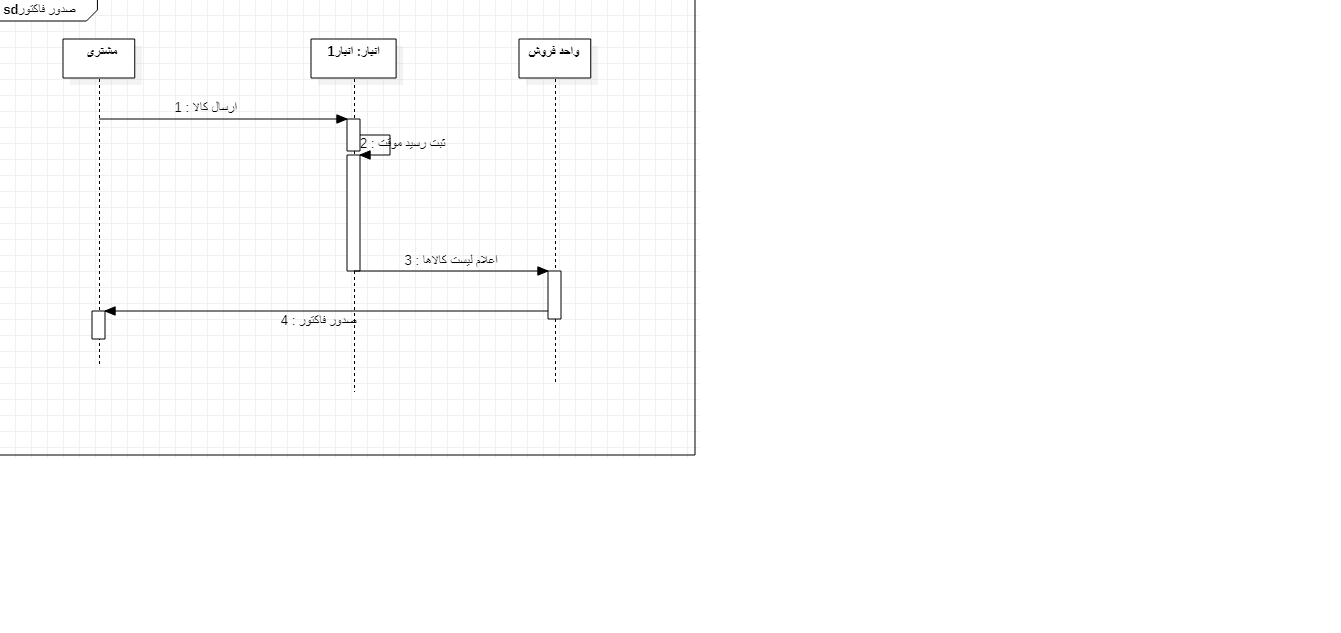 sd صدور فاکتور
مشتری
انبار: انبار1
واحد فروش
1 : ارسال کالا
2 : ثبت رسید موقت
3 : اعلام لیست کالاها
4 : صدور فاکتور